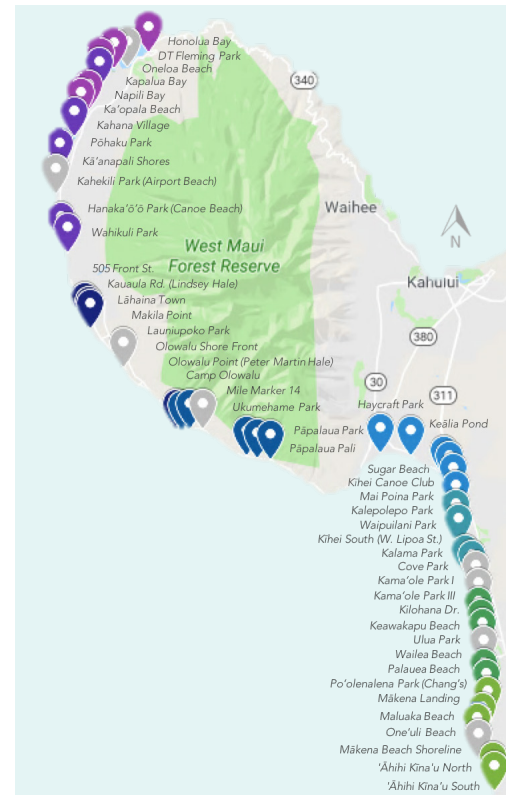 Honolua Bay
DT Fleming Park
Oneloa Beach
340
Kapalua Bay
Napili Bay
Ka‘opala Beach
Kahana Village
Pōhaku Park
Kā‘anapali Shores
Kahekili Park (Airport Beach)
Hanaka‘ō‘ō Park (Canoe Beach)
Waihee
Wahikuli Park
West Maui
Forest Reserve
N
505 Front St.
Kauaula Rd. (Lindsey Hale)
Kahului
Lāhaina Town
Makila Point
Launiupoko Park
380
Olowalu Shore Front
Olowalu Point (Peter Martin Hale)
Camp Olowalu
30
Mile Marker 14
311
Ukumehame Park
Haycraft Park
Keālia Pond
Pāpalaua Park
Pāpalaua Pali
Sugar Beach
Kihei Canoe Club
Mai Poina Park
Kalepolepo Park
Waipuilani Park
Kīhei South (W. Lipoa St.)
Kalama Park
Cove Park
Kama‘ole Park I
Kama‘ole Park III
Kilohana Dr.
Keawakapu Beach
Ulua Park
Wailea Beach
Palauea Beach
Po‘olenalena Park (Chang's)
Mākena Landing
Maluaka Beach
One‘uli Beach
Mākena Beach Shoreline
'Āhihi Kīna'u North
'Āhihi Kīna'u South